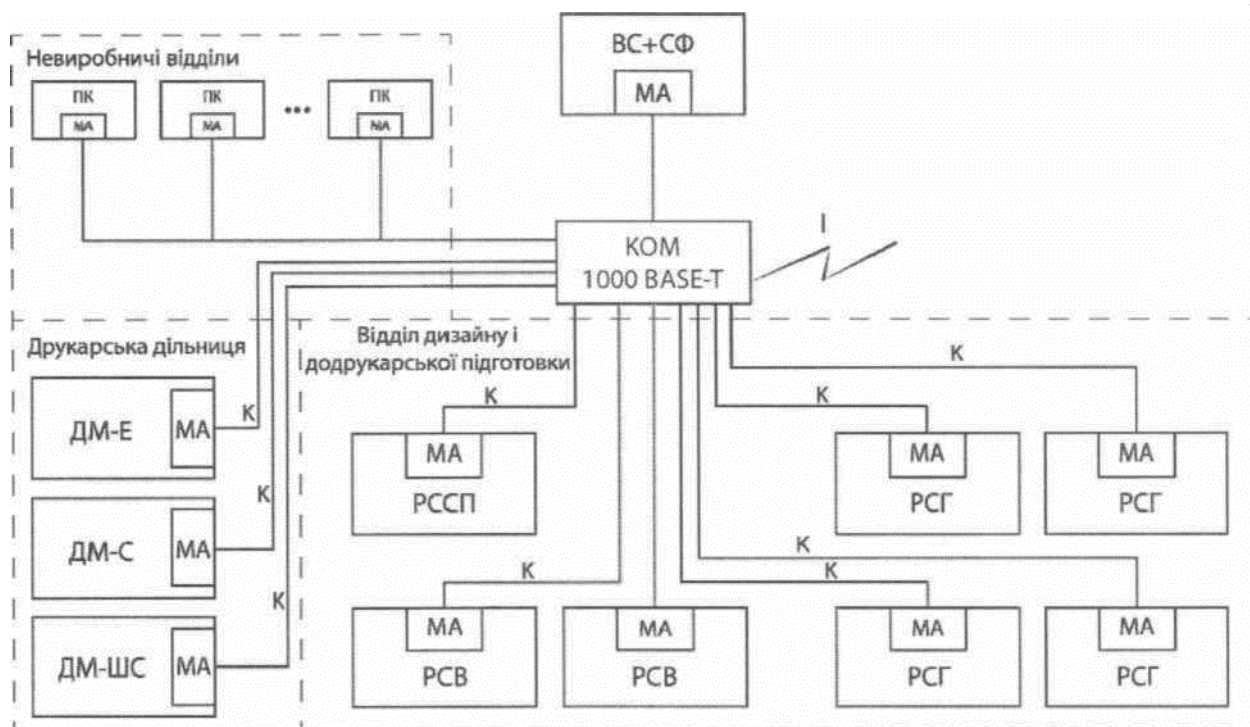 Невиробничі відділи
ПК
МА
ПК
МА
...
ПК
МА
ВС+СФ
МА
КОМ
1000 BASE-T
І
Друкарська дільниця
ДМ-Е
МА
К
ДМ-С
МА
К
ДМ-ШС
МА
К
Відділ дизайну і
додрукарської підготовки
К
МА
РССП
К
МА
РСГ
К
МА
РСГ
К
МА
РСВ
МА
РСВ
К
МА
РСГ
К
МА
РСГ